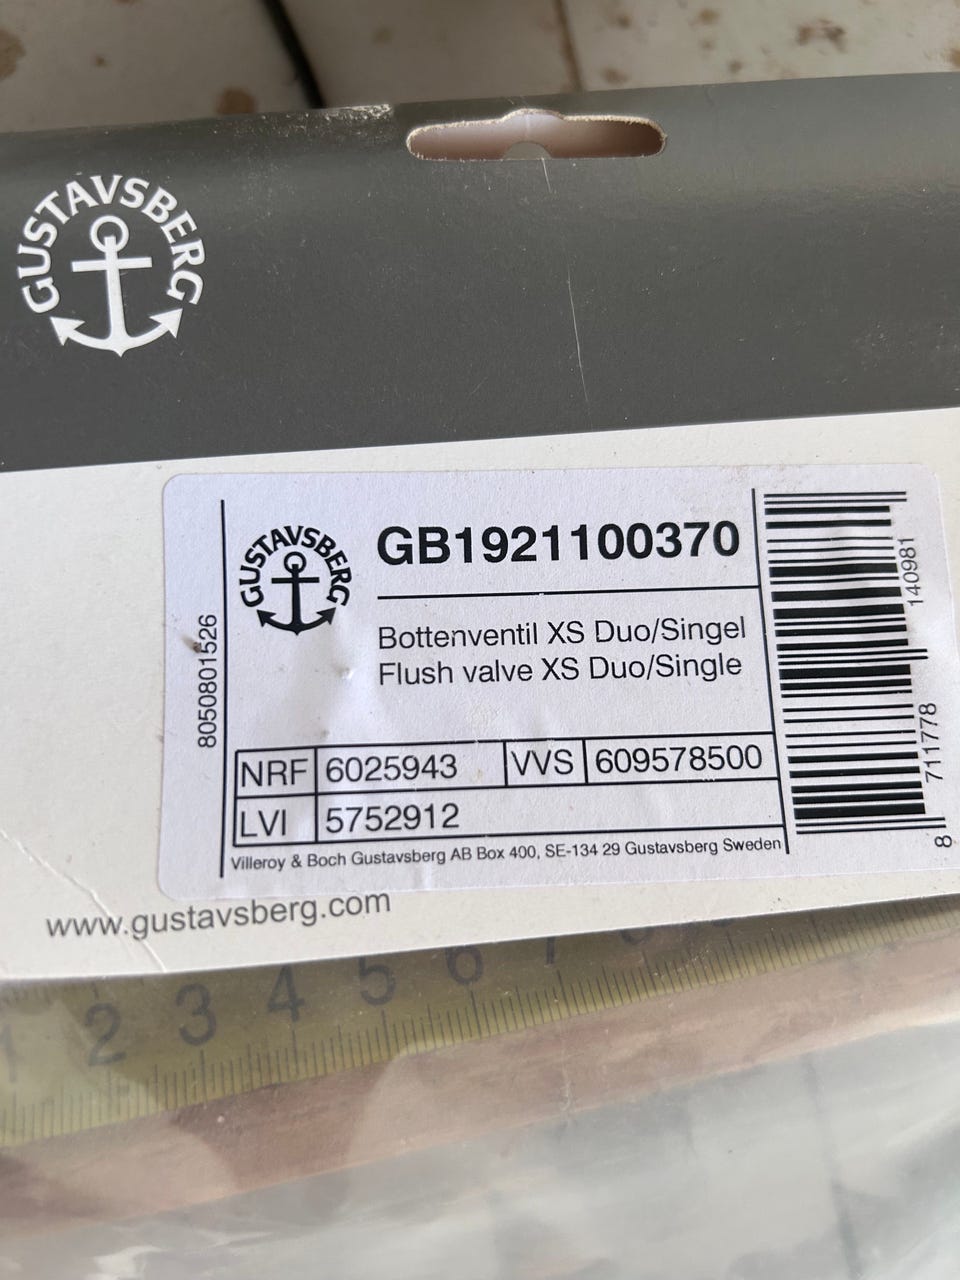 GUSTAVSBERG
GUSTAVSBERG
GB1921100370
Bottenventil XS Duo/Singel
Flush valve XS Duo/Single
8050801526
NRF 6025943 VVS 609578500
LVI 5752912
Villeroy & Boch Gustavsberg AB Box 400, SE-134 29 Gustavsberg Sweden
8 711778 140981
www.gustavsberg.com
1 2 3 4 5 6 7